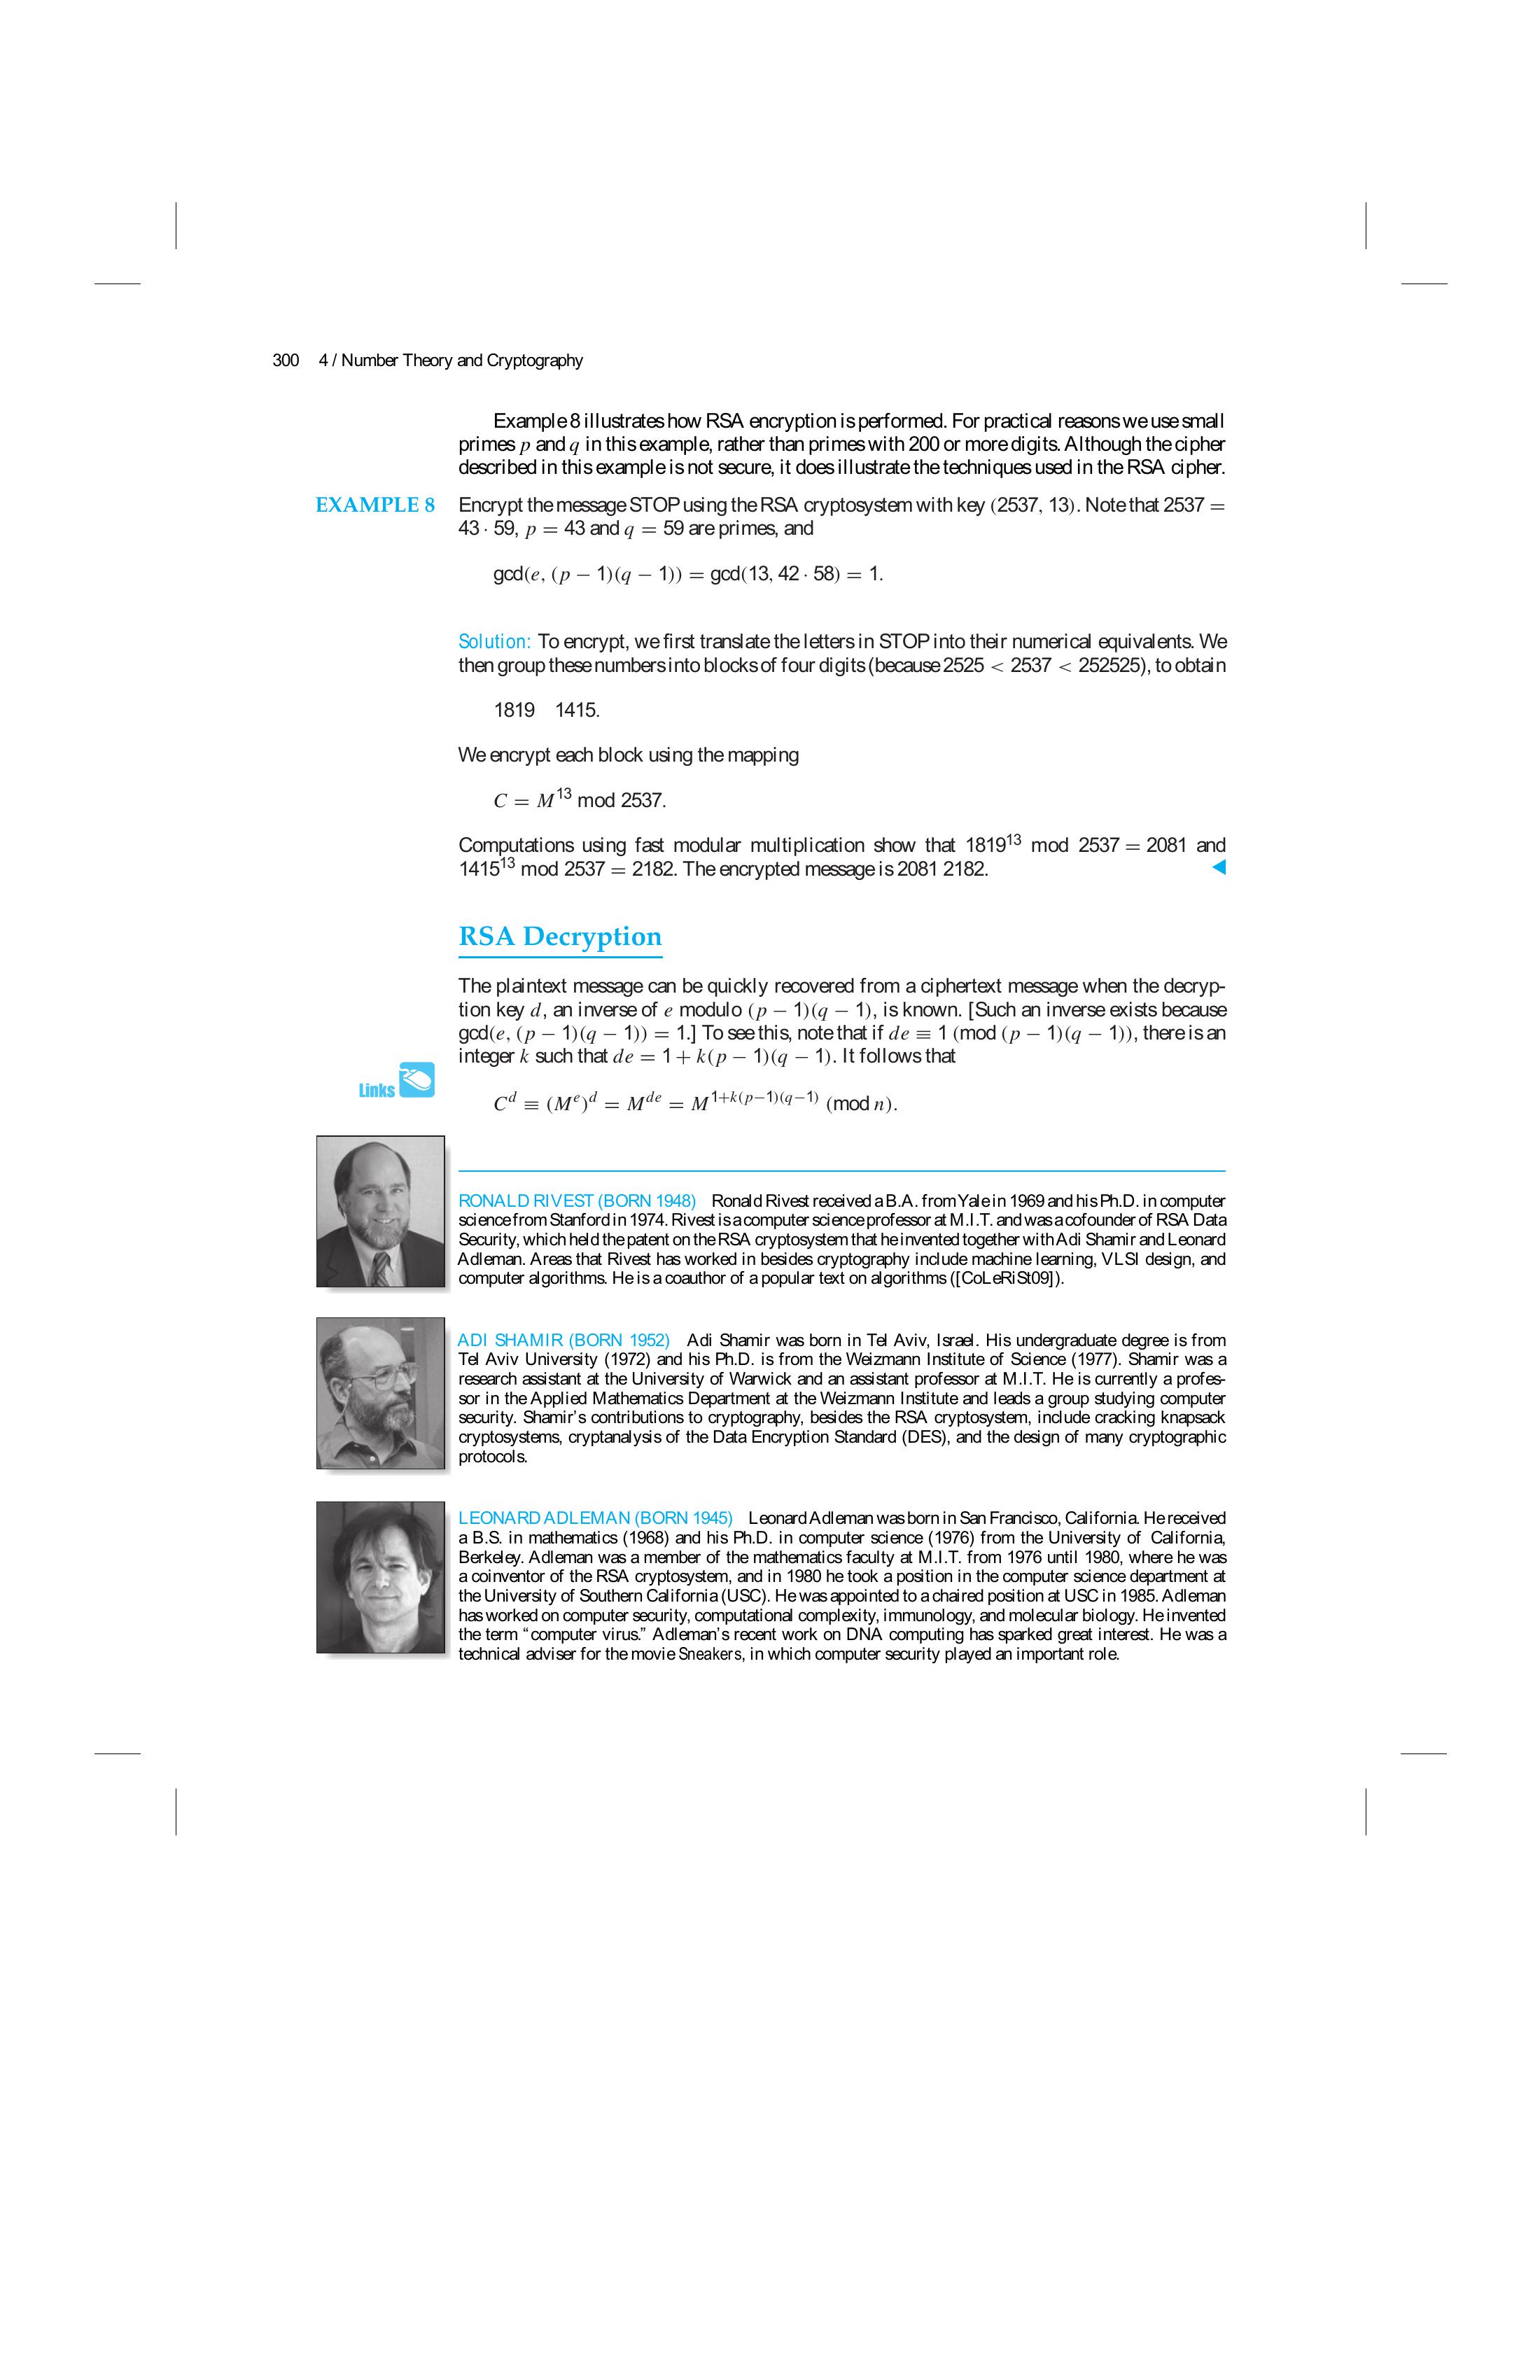 300 4 / Number Theory and Cryptography
Example 8 illustrates how RSA encryption is performed. For practical reasons we use small
primes p and q in this example, rather than primes with 200 or more digits. Although the cipher
described in this example is not secure, it does illustrate the techniques used in the RSA cipher.
EXAMPLE 8 Encrypt the message STOP using the RSA cryptosystem with key (2537, 13). Note that 2537 =
43 · 59, p = 43 and q = 59 are primes, and
gcd(e, (p − 1)(q − 1)) = gcd(13, 42 · 58) = 1.
Solution: To encrypt, we first translate the letters in STOP into their numerical equivalents. We
then group these numbers into blocks of four digits (because 2525 < 2537 < 252525), to obtain
1819 1415.
We encrypt each block using the mapping
C = M¹³ mod 2537.
Computations using fast modular multiplication show that 1819¹³ mod 2537 = 2081 and
1415¹³ mod 2537 = 2182. The encrypted message is 2081 2182.
RSA Decryption
The plaintext message can be quickly recovered from a ciphertext message when the decryp-
tion key d, an inverse of e modulo (p − 1)(q − 1), is known. [Such an inverse exists because
gcd(e, (p − 1)(q − 1)) = 1.] To see this, note that if de ≡ 1 (mod (p − 1)(q − 1)), there is an
integer k such that de = 1 + k(p − 1)(q − 1). It follows that
Links
C^d ≡ (M^e)^d = M^{de} = M^{1+k(p−1)(q−1)} (mod n).
RONALD RIVEST (BORN 1948) Ronald Rivest received a B.A. from Yale in 1969 and his Ph.D. in computer
science from Stanford in 1974. Rivest is a computer science professor at M.I.T. and was a cofounder of RSA Data
Security, which held the patent on the RSA cryptosystem that he invented together with Adi Shamir and Leonard
Adleman. Areas that Rivest has worked in besides cryptography include machine learning, VLSI design, and
computer algorithms. He is a coauthor of a popular text on algorithms ([CoLeRiSt09]).
ADI SHAMIR (BORN 1952) Adi Shamir was born in Tel Aviv, Israel. His undergraduate degree is from
Tel Aviv University (1972) and his Ph.D. is from the Weizmann Institute of Science (1977). Shamir was a
research assistant at the University of Warwick and an assistant professor at M.I.T. He is currently a profes-
sor in the Applied Mathematics Department at the Weizmann Institute and leads a group studying computer
security. Shamir's contributions to cryptography, besides the RSA cryptosystem, include cracking knapsack
cryptosystems, cryptanalysis of the Data Encryption Standard (DES), and the design of many cryptographic
protocols.
LEONARD ADLEMAN (BORN 1945) Leonard Adleman was born in San Francisco, California. He received
a B.S. in mathematics (1968) and his Ph.D. in computer science (1976) from the University of California,
Berkeley. Adleman was a member of the mathematics faculty at M.I.T. from 1976 until 1980, where he was
a coinventor of the RSA cryptosystem, and in 1980 he took a position in the computer science department at
the University of Southern California (USC). He was appointed to a chaired position at USC in 1985. Adleman
has worked on computer security, computational complexity, immunology, and molecular biology. He invented
the term “computer virus.” Adleman's recent work on DNA computing has sparked great interest. He was a
technical adviser for the movie Sneakers, in which computer security played an important role.